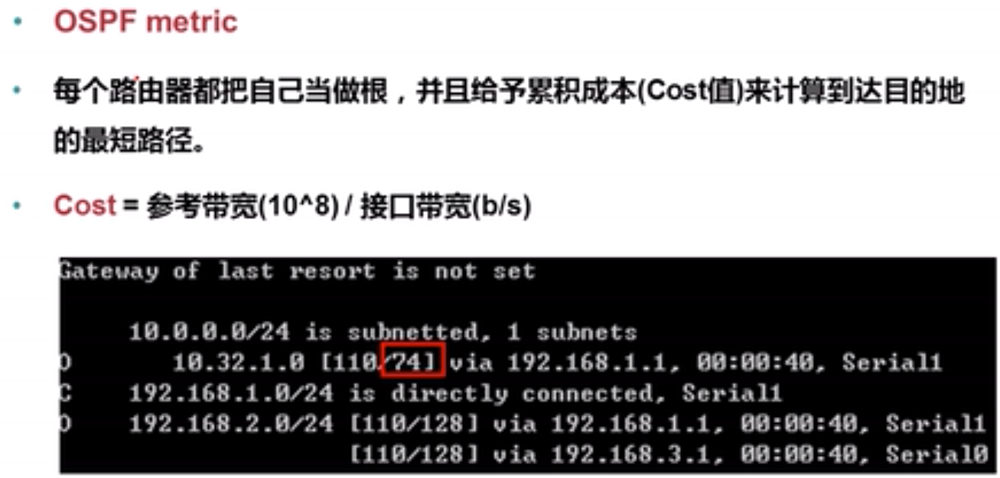 • OSPF metric
• 每个路由器都把自己当做根，并且给予累积成本(Cost值)来计算到达目的地
的最短路径。
• Cost = 参考带宽(10^8) / 接口带宽(b/s)
Gateway of last resort is not set
10.0.0.0/24 is subnetted, 1 subnets
O 10.32.1.0 [110/74] via 192.168.1.1, 00:00:40, Serial1
C 192.168.1.0/24 is directly connected, Serial1
O 192.168.2.0/24 [110/128] via 192.168.1.1, 00:00:40, Serial1
[110/128] via 192.168.3.1, 00:00:40, Serial0